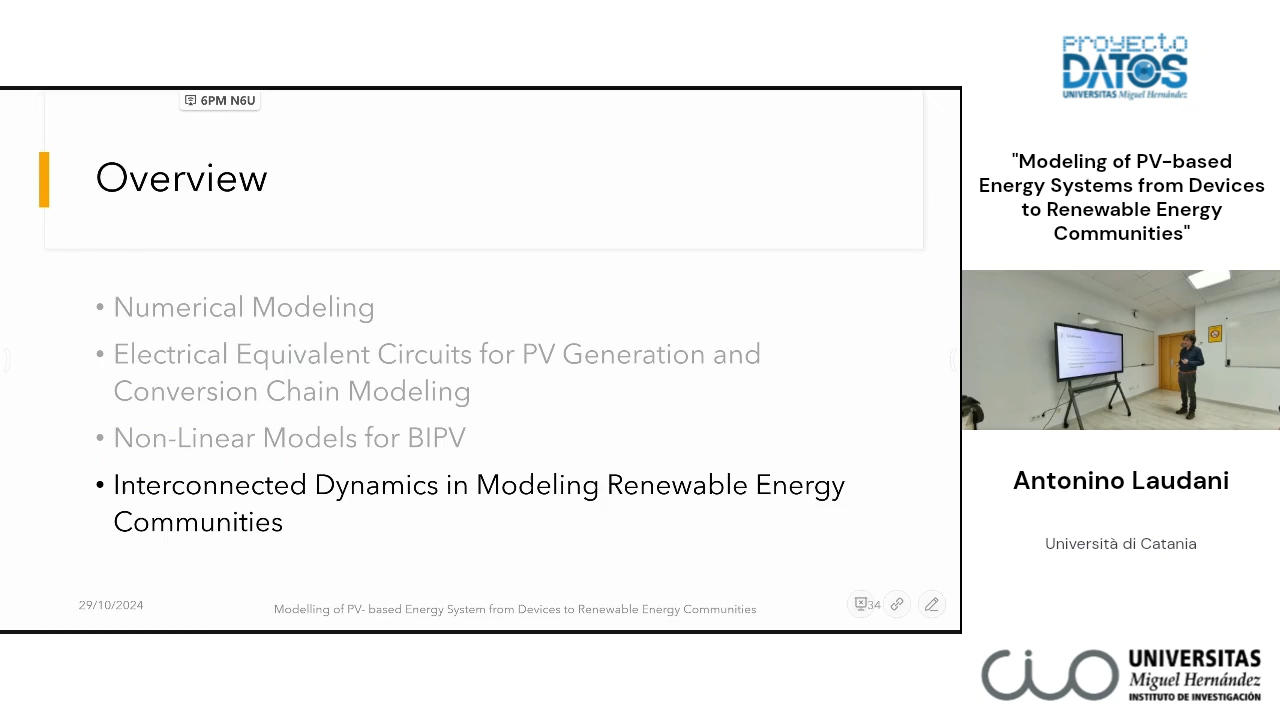 6PM N6U
Overview
• Numerical Modeling
• Electrical Equivalent Circuits for PV Generation and
Conversion Chain Modeling
• Non-Linear Models for BIPV
• Interconnected Dynamics in Modeling Renewable Energy
Communities
29/10/2024
Modelling of PV- based Energy System from Devices to Renewable Energy Communities
34
PROYECTO
DATOS
UNIVERSITAS Miguel Hernández
"Modeling of PV-based
Energy Systems from Devices
to Renewable Energy
Communities"
Antonino Laudani
Università di Catania
CIO
UNIVERSITAS
Miguel Hernández
INSTITUTO DE INVESTIGACIÓN